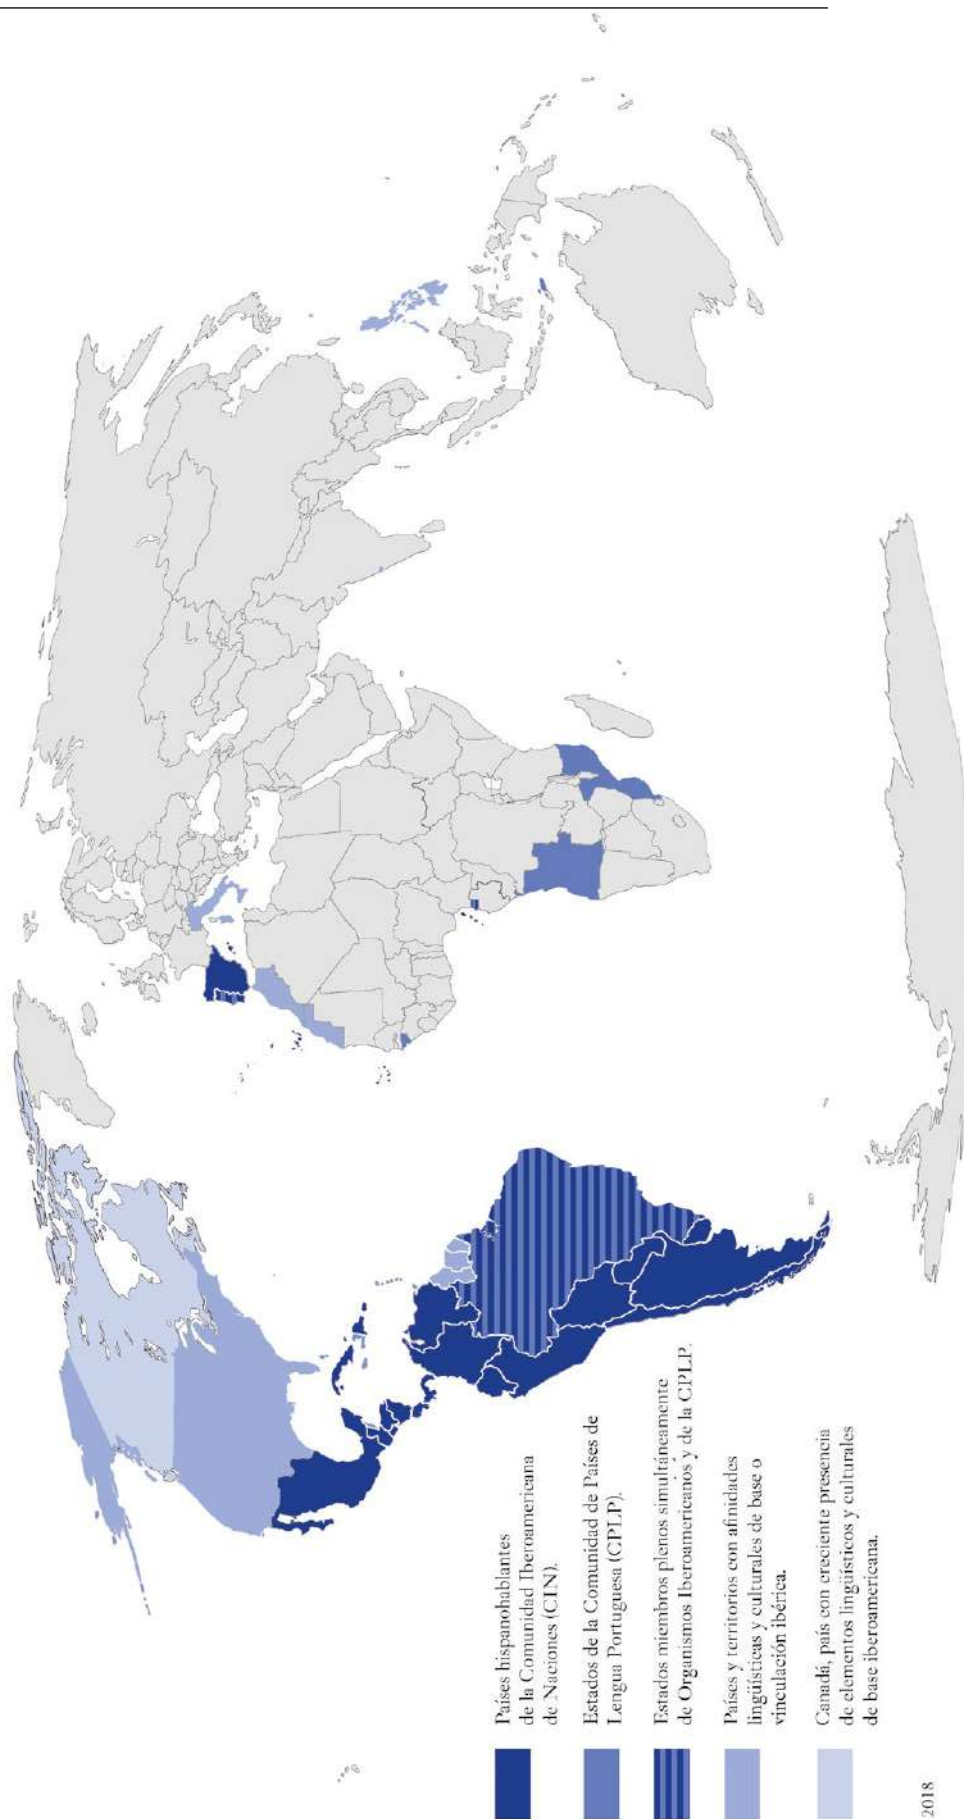 Países hispanohablantes
de la Comunidad Iberoamericana
de Naciones (CIN).
Estados de la Comunidad de Países de
Lengua Portuguesa (CPLP).
Estados miembros plenos simultáneamente
de Organismos Iberoamericanos y de la CPLP.
Países y territorios con afinidades
lingüísticas y culturales de base o
vinculación ibérica.
Canadá, país con creciente presencia
de elementos lingüísticos y culturales
de base iberoamericana.
2018